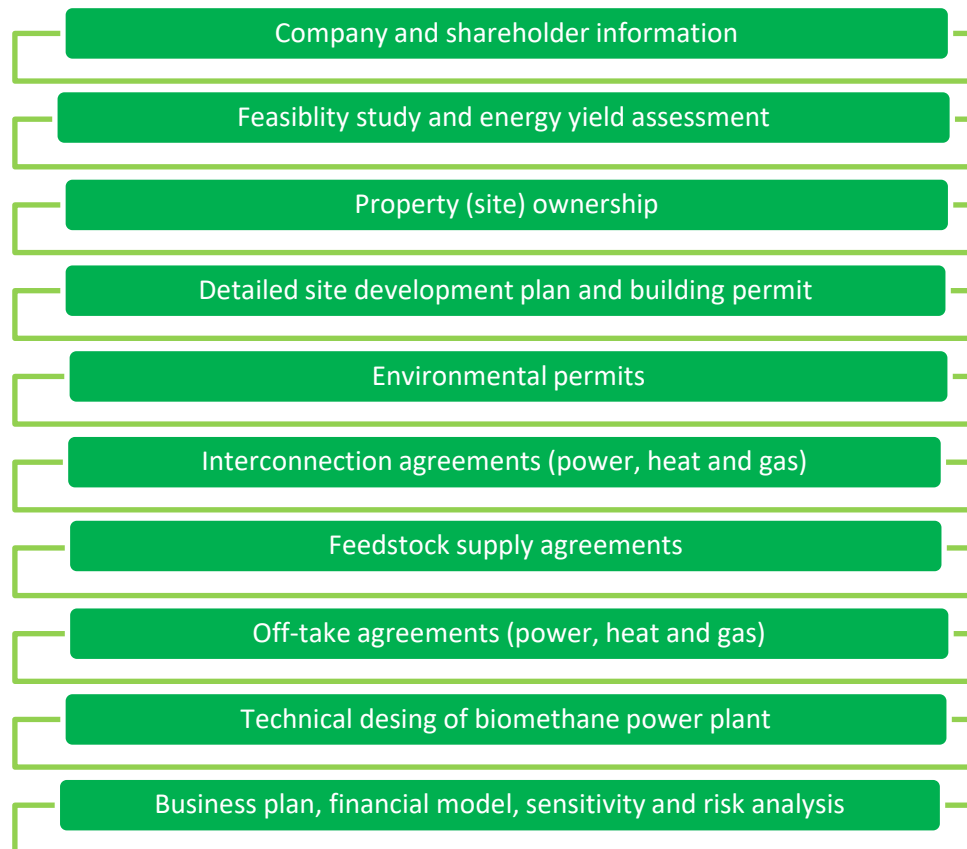 Company and shareholder information
Feasiblity study and energy yield assessment
Property (site) ownership
Detailed site development plan and building permit
Environmental permits
Interconnection agreements (power, heat and gas)
Feedstock supply agreements
Off-take agreements (power, heat and gas)
Technical desing of biomethane power plant
Business plan, financial model, sensitivity and risk analysis